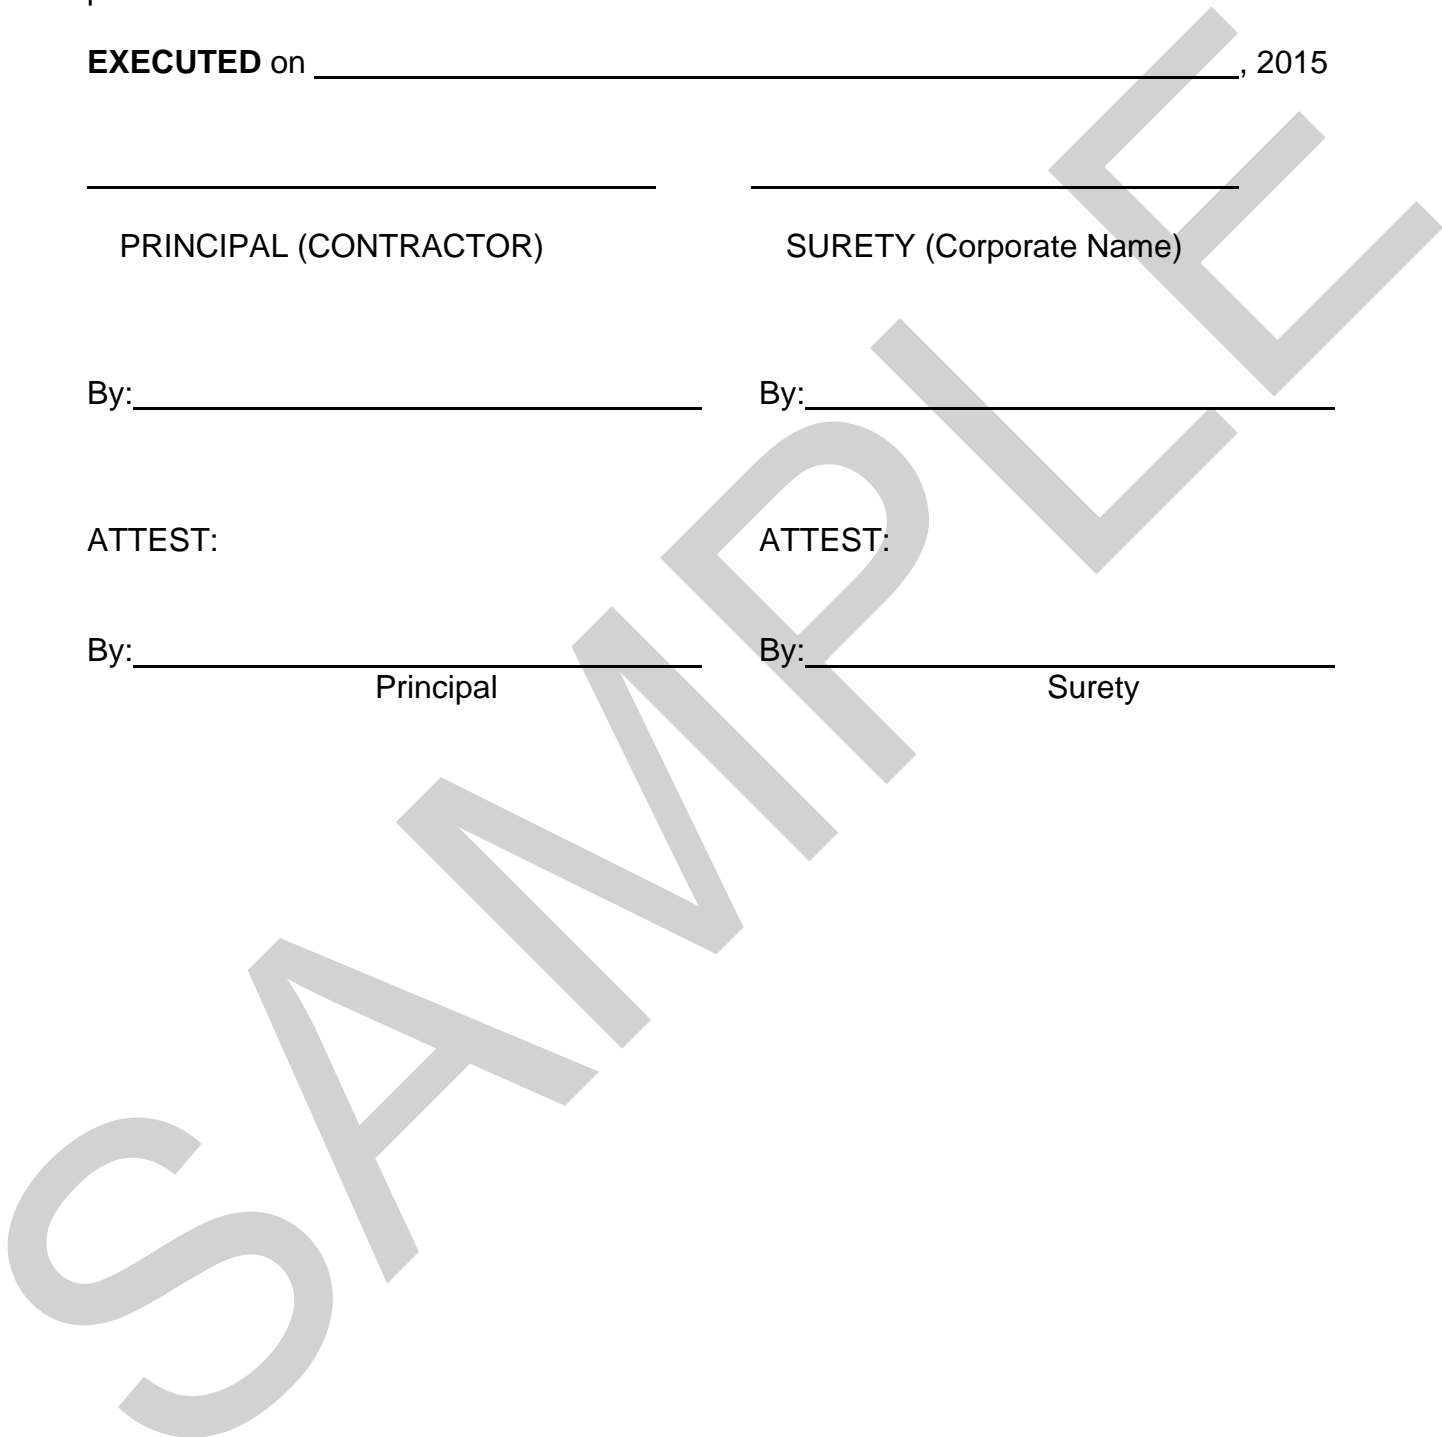 EXECUTED on , 2015
PRINCIPAL (CONTRACTOR) SURETY (Corporate Name)
By: By:
ATTEST: ATTEST:
By: By:
Principal Surety
SAMPLE